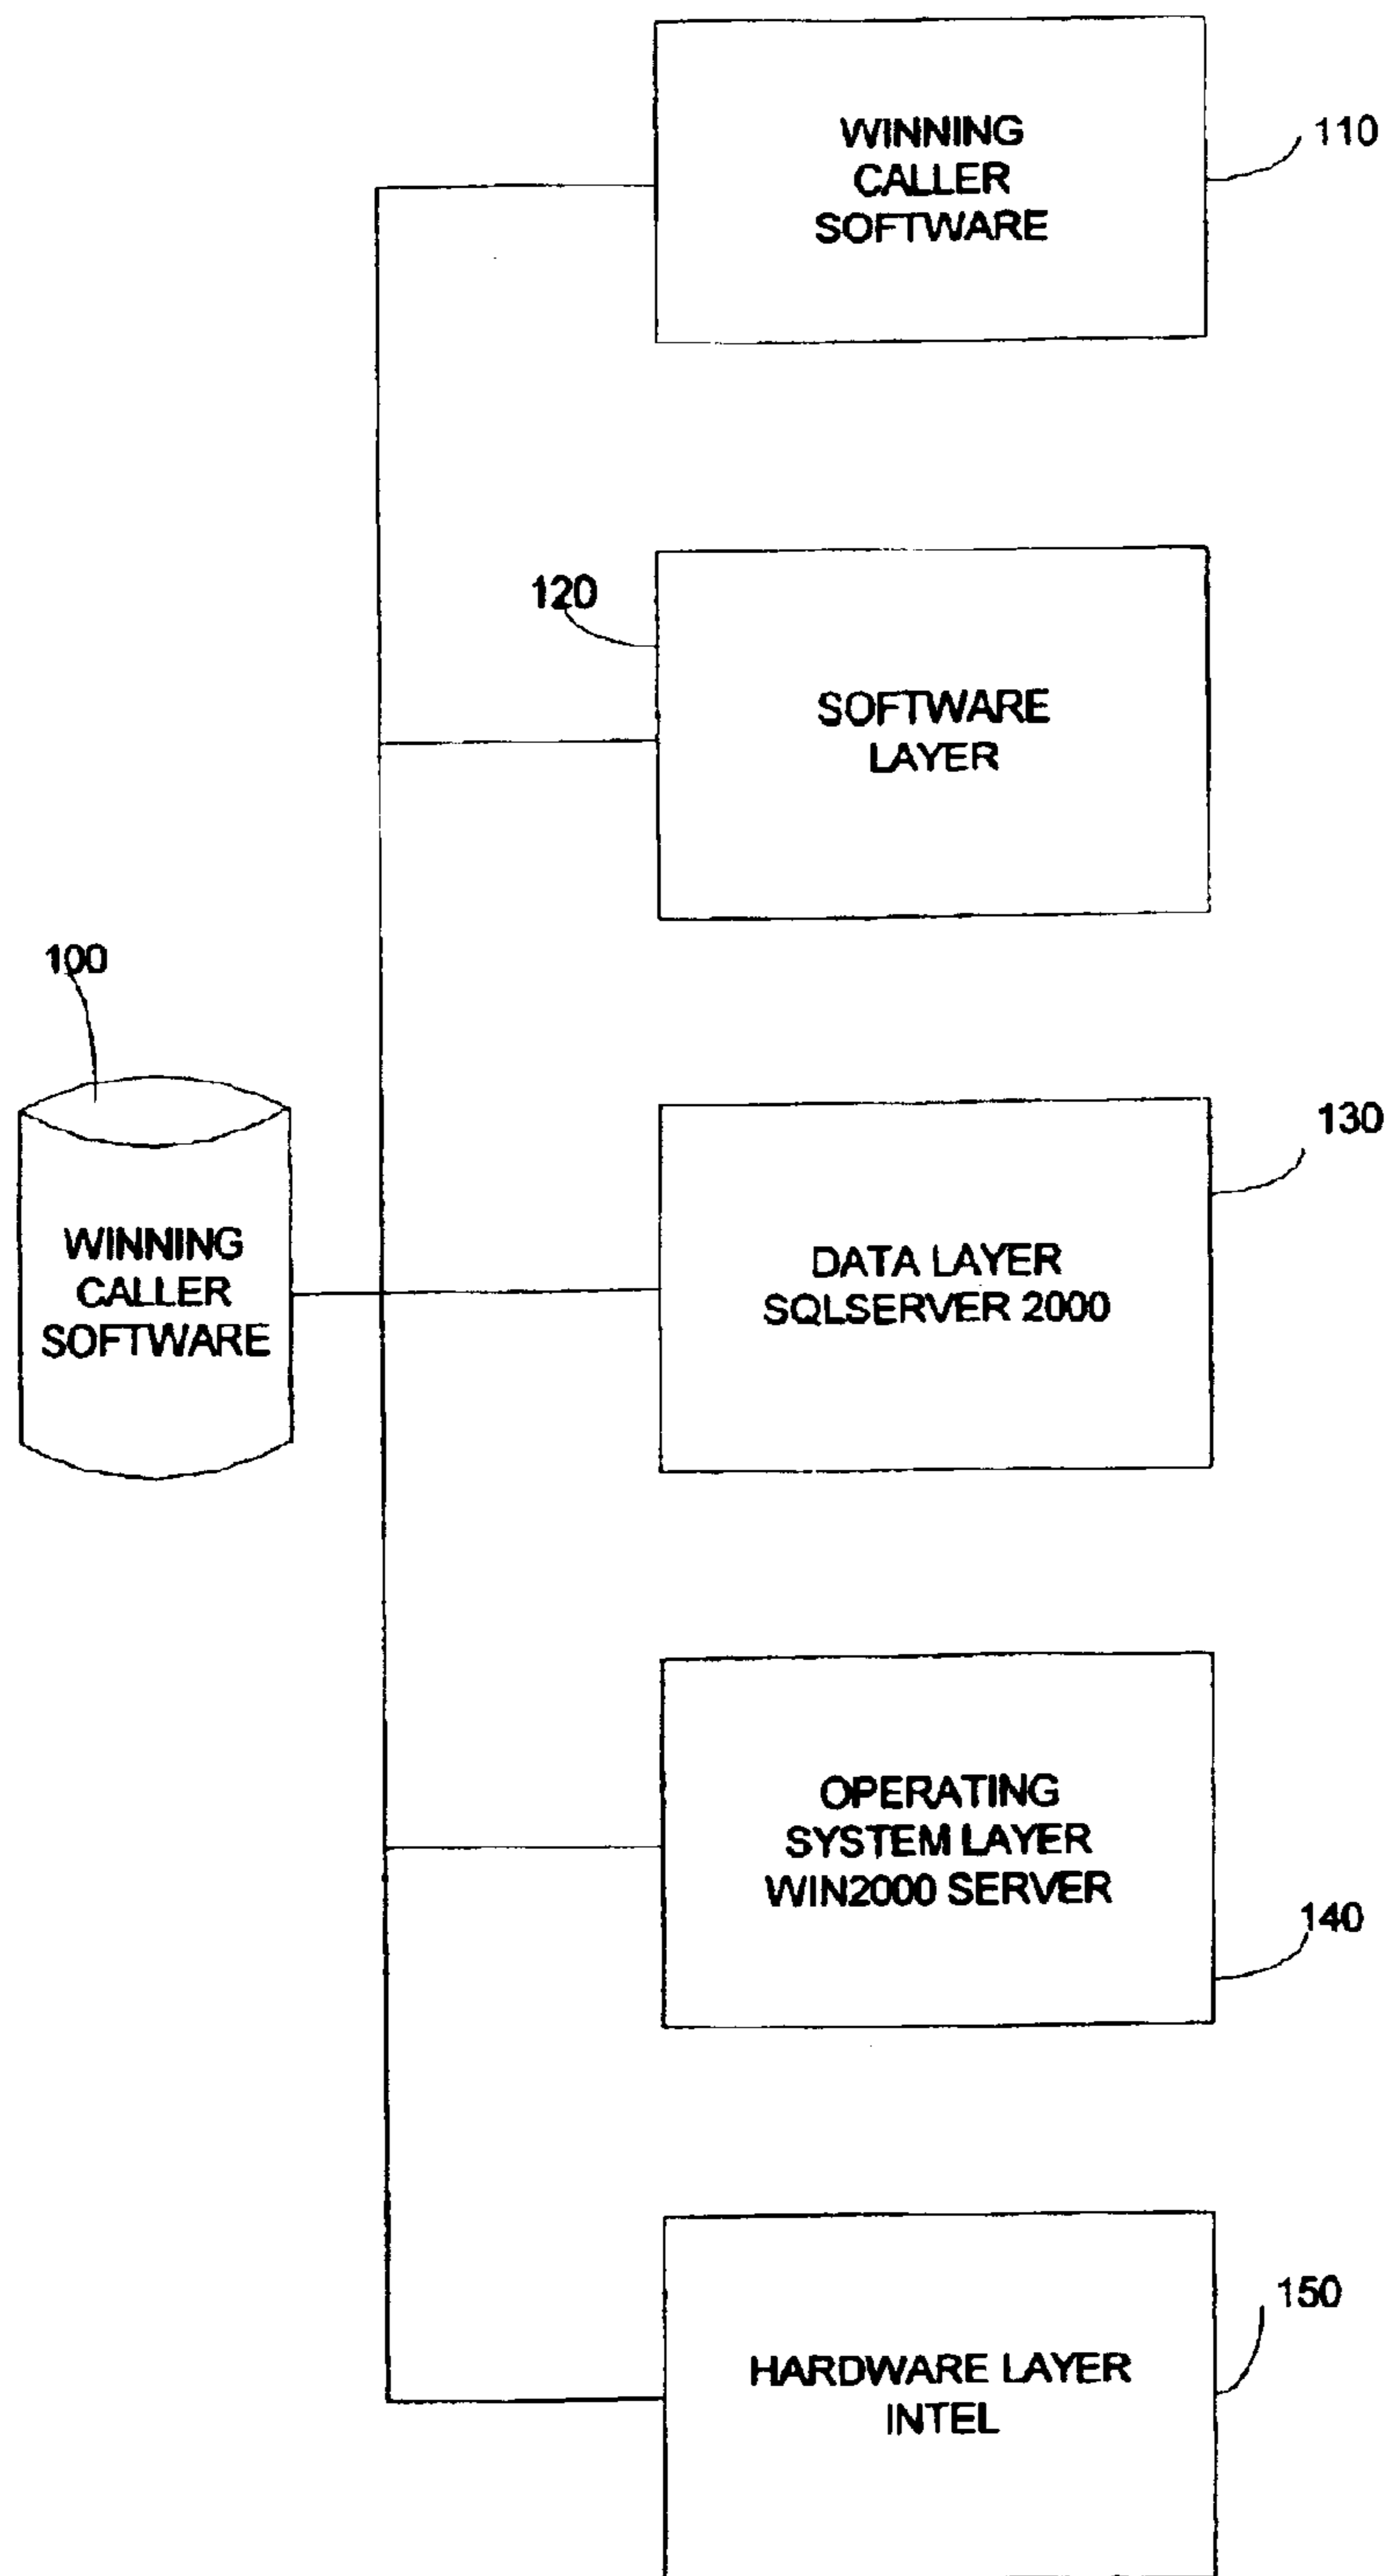 WINNING
CALLER
SOFTWARE
110
120
SOFTWARE
LAYER
100
WINNING
CALLER
SOFTWARE
130
DATA LAYER
SQLSERVER 2000
OPERATING
SYSTEM LAYER
WIN2000 SERVER
140
150
HARDWARE LAYER
INTEL